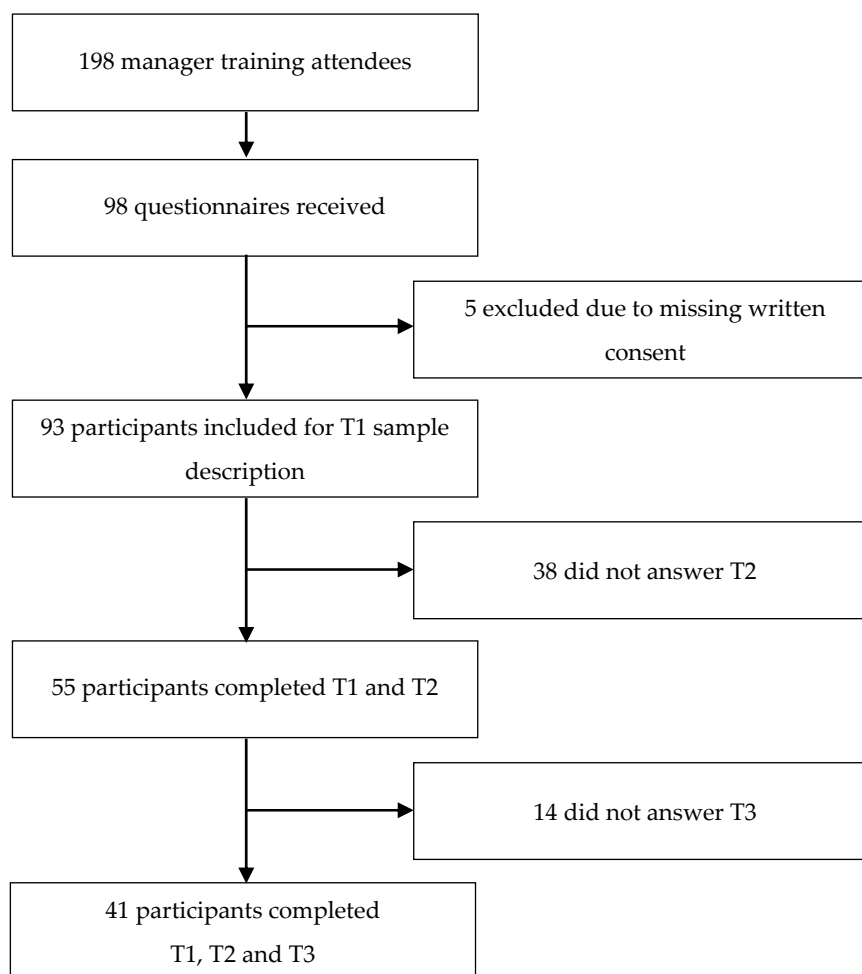 198 manager training attendees
98 questionnaires received
5 excluded due to missing written
consent
93 participants included for T1 sample
description
38 did not answer T2
55 participants completed T1 and T2
14 did not answer T3
41 participants completed
T1, T2 and T3